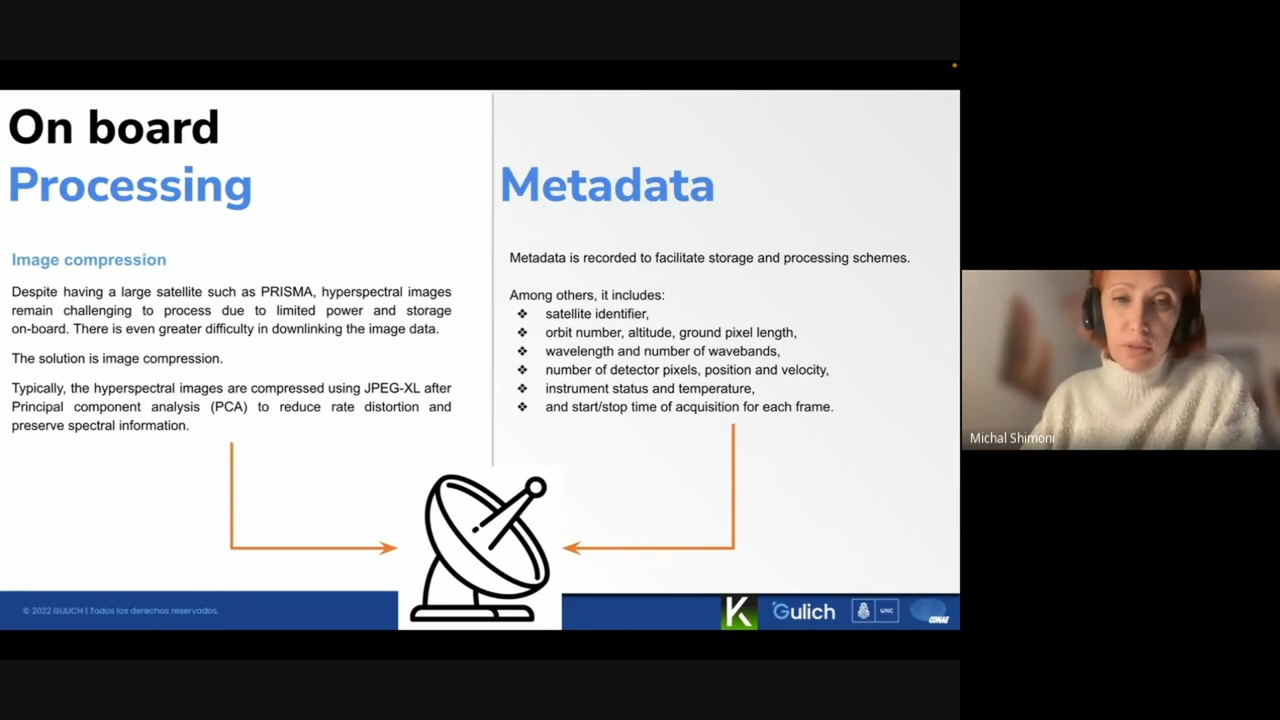 On board
Processing
Image compression
Despite having a large satellite such as PRISMA, hyperspectral images
remain challenging to process due to limited power and storage
on-board. There is even greater difficulty in downlinking the image data.
The solution is image compression.
Typically, the hyperspectral images are compressed using JPEG-XL after
Principal component analysis (PCA) to reduce rate distortion and
preserve spectral information.
Metadata
Metadata is recorded to facilitate storage and processing schemes.
Among others, it includes:
❖ satellite identifier,
❖ orbit number, altitude, ground pixel length,
❖ wavelength and number of wavebands,
❖ number of detector pixels, position and velocity,
❖ instrument status and temperature,
❖ and start/stop time of acquisition for each frame.
Michal Shimoni
© 2022 GULICH | Todos los derechos reservados.
K
Gulich
UNC
CONAE